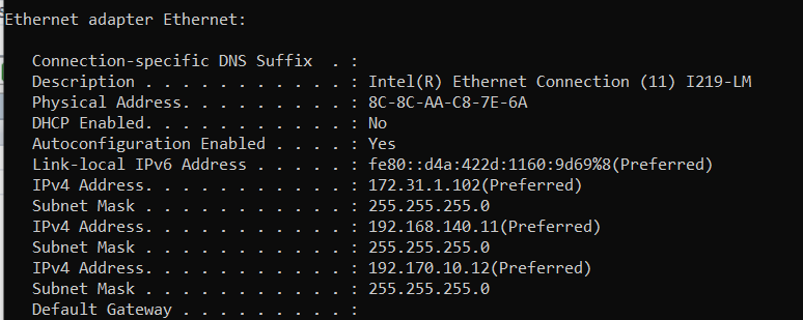 Ethernet adapter Ethernet:
Connection-specific DNS Suffix  . :
Description . . . . . . . . . . . : Intel(R) Ethernet Connection (11) I219-LM
Physical Address. . . . . . . . . : 8C-8C-AA-C8-7E-6A
DHCP Enabled. . . . . . . . . . . : No
Autoconfiguration Enabled . . . . : Yes
Link-local IPv6 Address . . . . . : fe80::d4a:422d:1160:9d69%8(Preferred)
IPv4 Address. . . . . . . . . . . : 172.31.1.102(Preferred)
Subnet Mask . . . . . . . . . . . : 255.255.255.0
IPv4 Address. . . . . . . . . . . : 192.168.140.11(Preferred)
Subnet Mask . . . . . . . . . . . : 255.255.255.0
IPv4 Address. . . . . . . . . . . : 192.170.10.12(Preferred)
Subnet Mask . . . . . . . . . . . : 255.255.255.0
Default Gateway . . . . . . . . . :